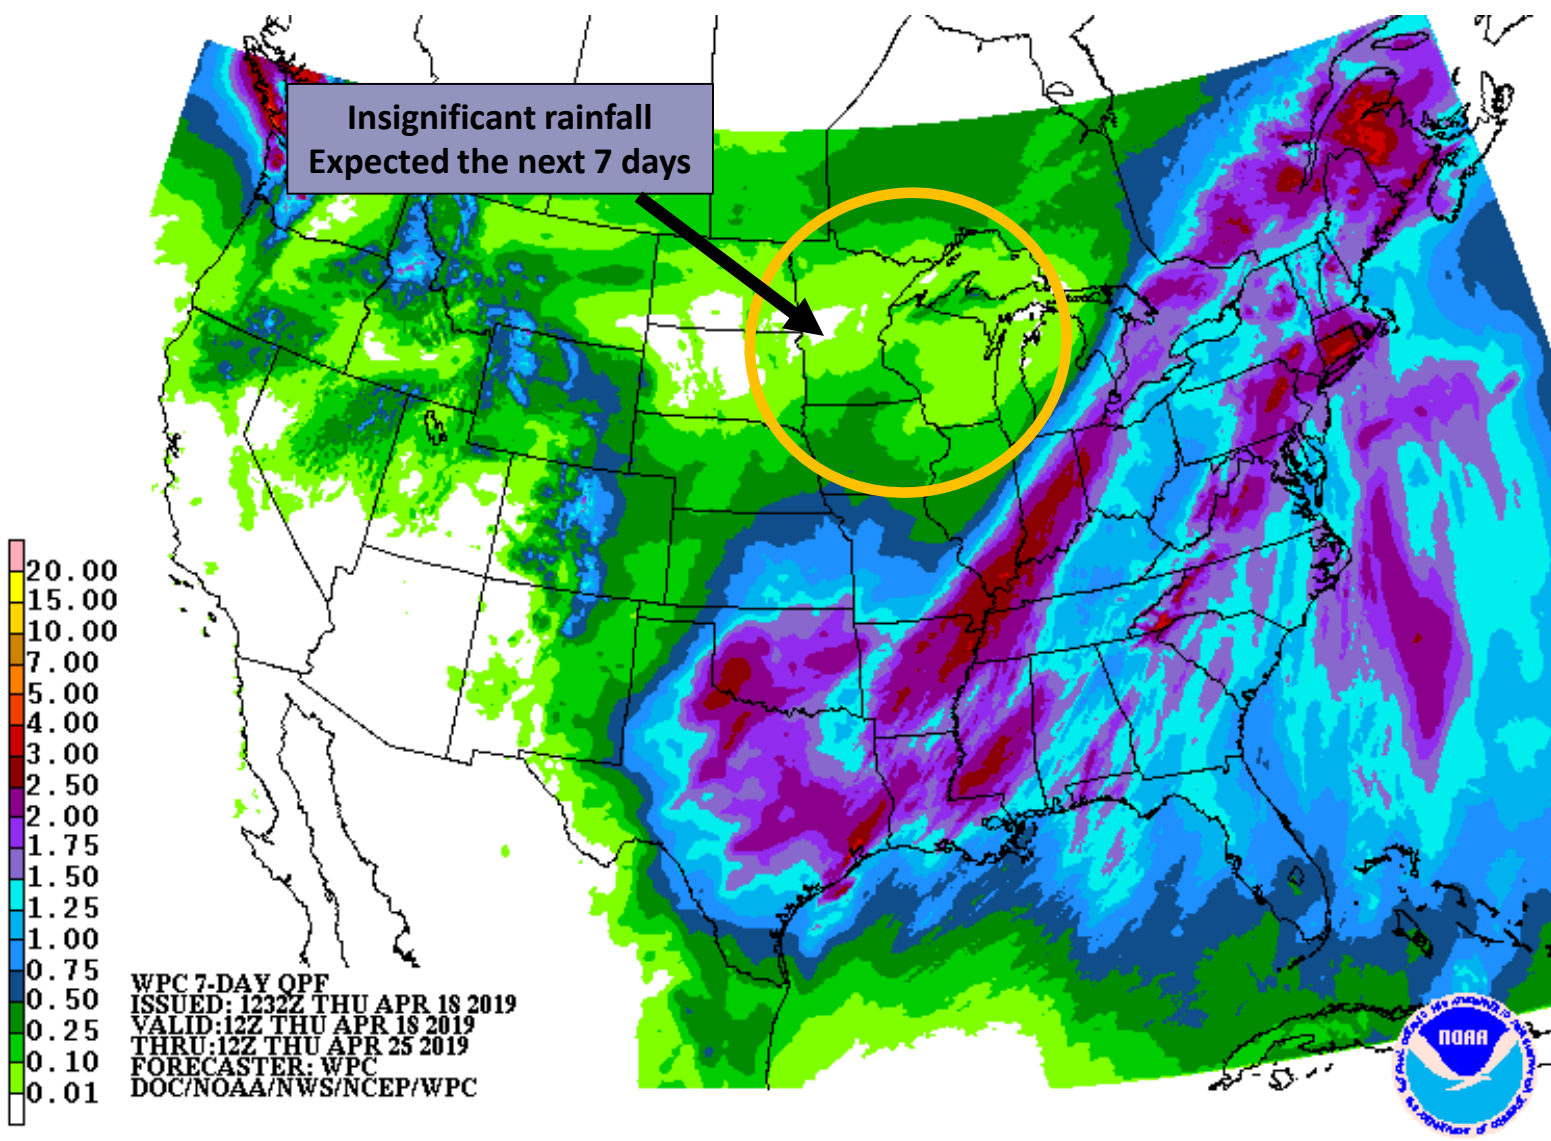 Insignificant rainfall
Expected the next 7 days
20.00
15.00
10.00
7.00
5.00
4.00
3.00
2.50
2.00
1.75
1.50
1.25
1.00
0.75
0.50
0.25
0.10
0.01
WPC 7-DAY QPF
ISSUED: 1232Z THU APR 18 2019
VALID:12Z THU APR 18 2019
THRU:12Z THU APR 25 2019
FORECASTER: WPC
DOC/NOAA/NWS/NCEP/WPC
NOAA